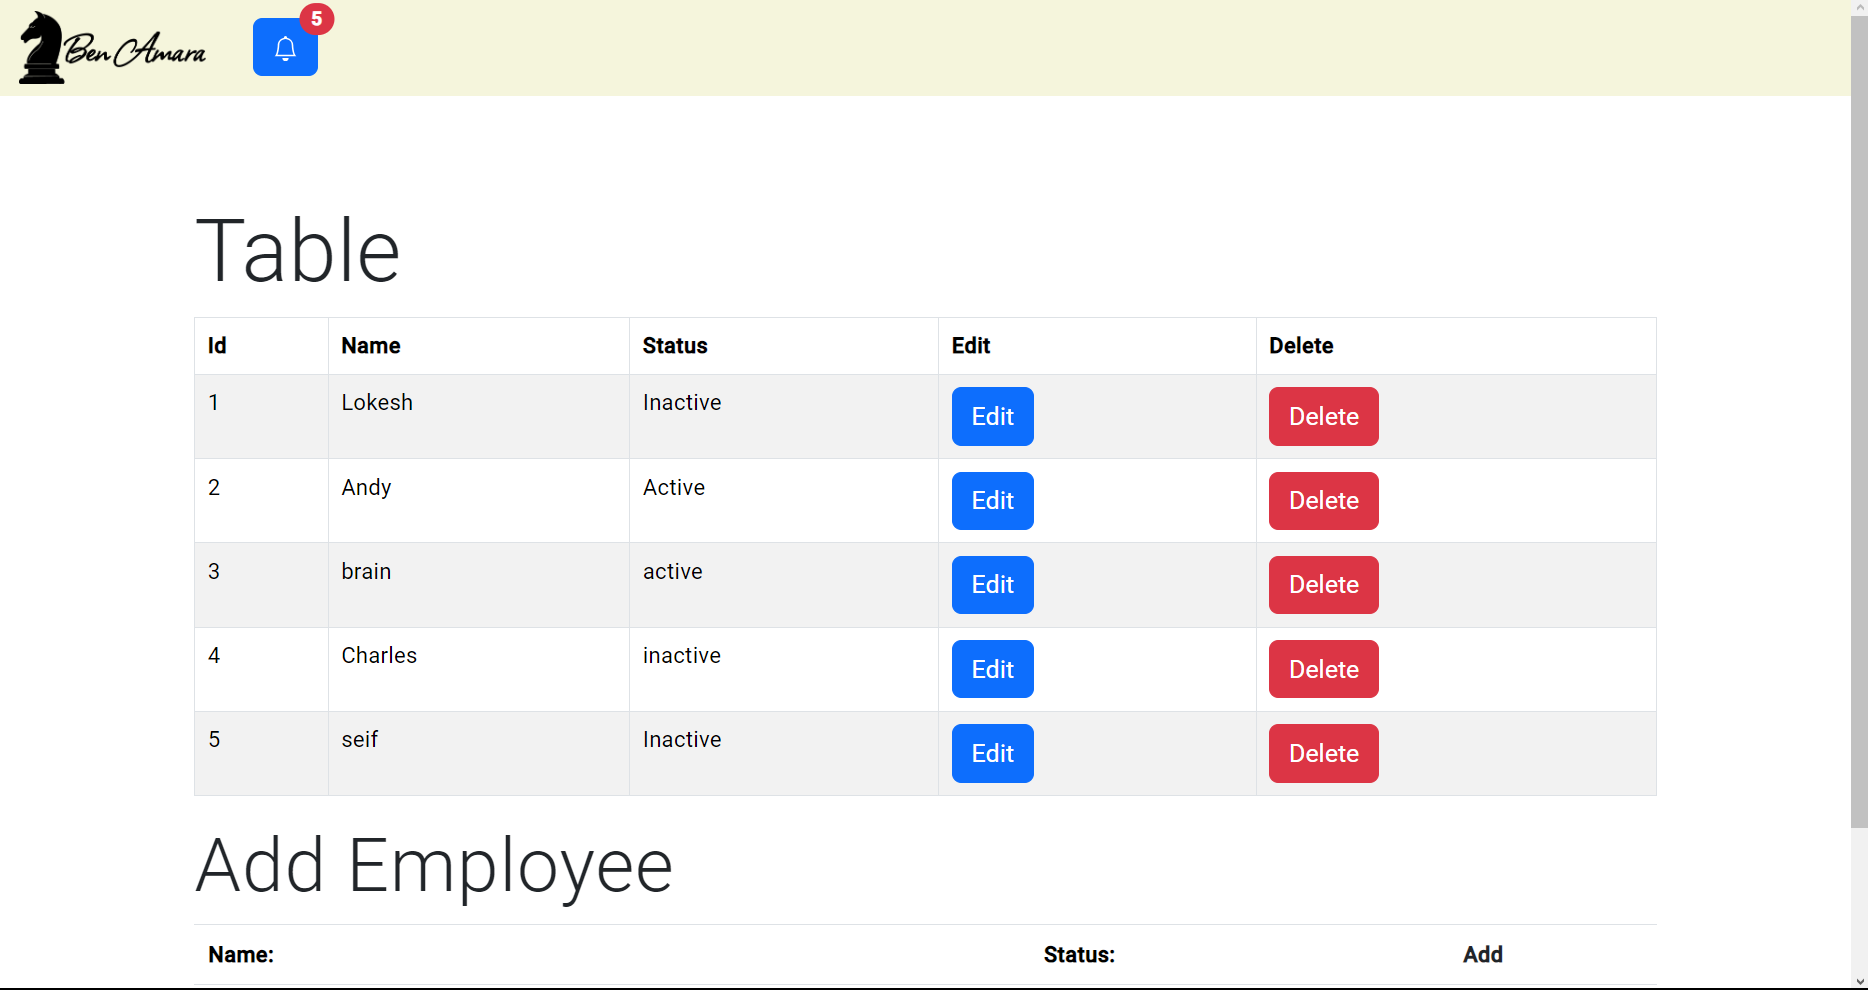 Ben Amara
5
Table
Id Name Status Edit Delete
1 Lokesh Inactive Edit Delete
2 Andy Active Edit Delete
3 brain active Edit Delete
4 Charles inactive Edit Delete
5 seif Inactive Edit Delete
Add Employee
Name: Status: Add